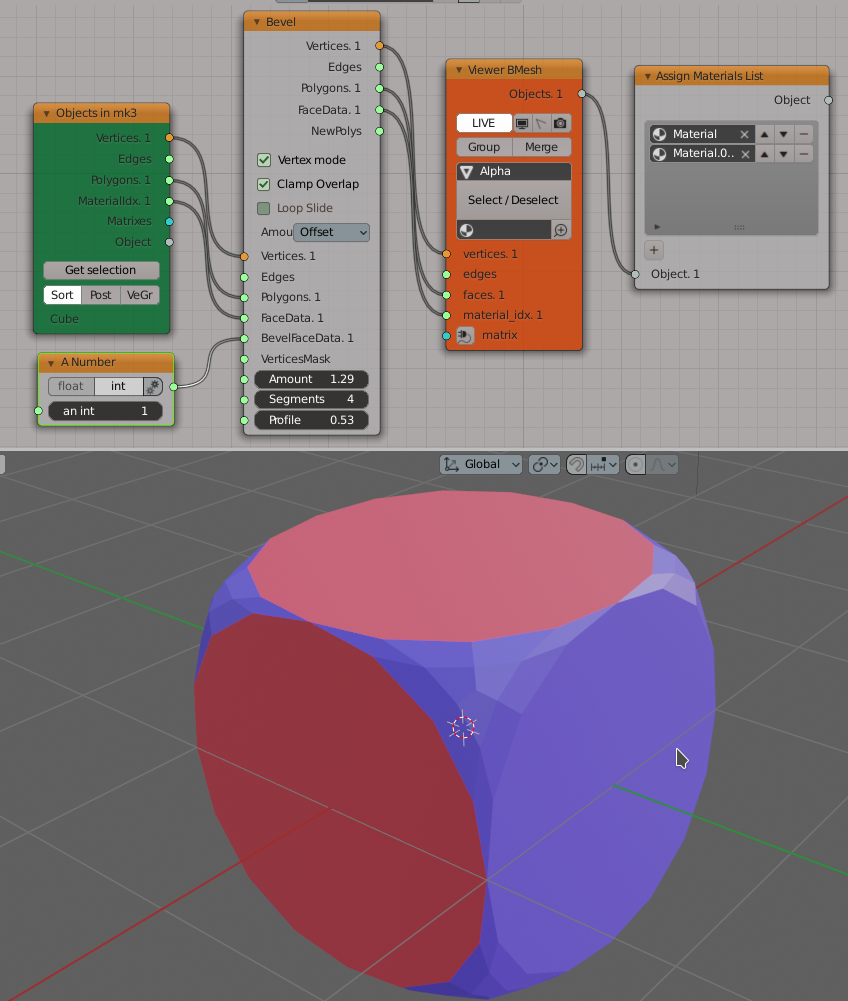 Objects in mk3
Vertices. 1
Edges
Polygons. 1
MaterialIdx. 1
Matrixes
Object
Get selection
Sort Post VeGr
Cube
A Number
float int
an int 1
Bevel
Vertices. 1
Edges
Polygons. 1
FaceData. 1
NewPolys
Vertex mode
Clamp Overlap
Loop Slide
Amou Offset
Vertices. 1
Edges
Polygons. 1
FaceData. 1
BevelFaceData. 1
VerticesMask
Amount 1.29
Segments 4
Profile 0.53
Viewer BMesh
Objects. 1
LIVE
Group Merge
Alpha
Select / Deselect
vertices. 1
edges
faces. 1
material_idx. 1
matrix
Assign Materials List
Object
Material
Material.0..
Object. 1
Global